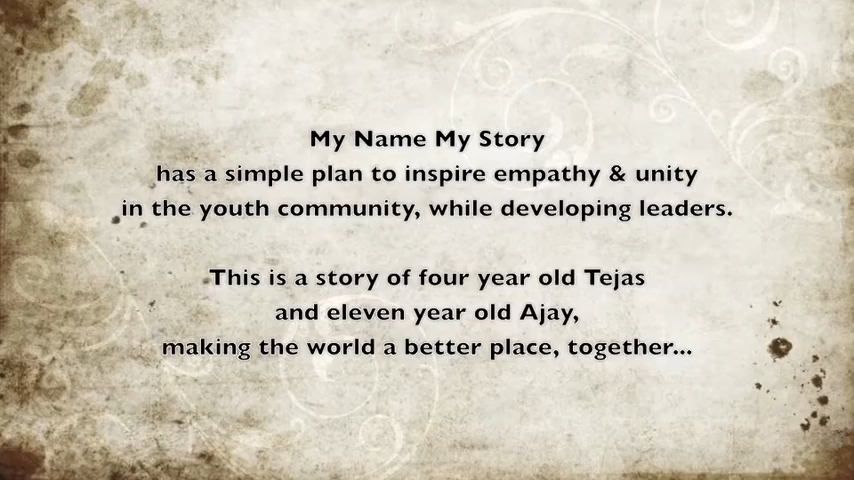 My Name My Story
has a simple plan to inspire empathy & unity
in the youth community, while developing leaders.
This is a story of four year old Tejas
and eleven year old Ajay,
making the world a better place, together...